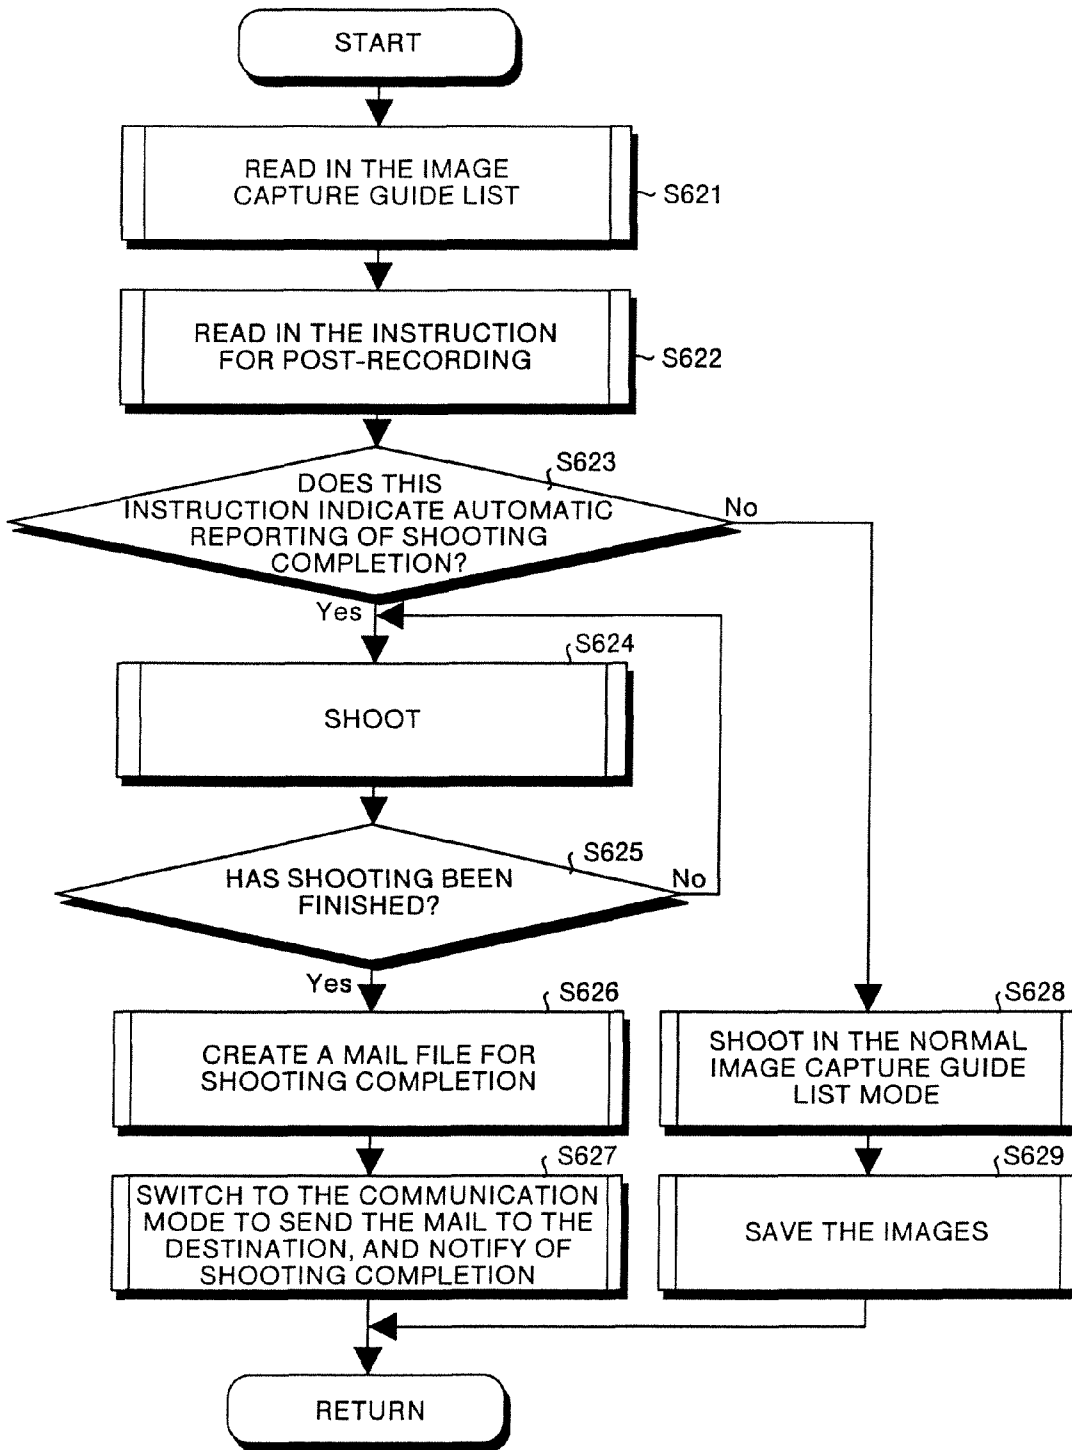 START
READ IN THE IMAGE
CAPTURE GUIDE LIST
S621
READ IN THE INSTRUCTION
FOR POST-RECORDING
S622
S623
DOES THIS
INSTRUCTION INDICATE AUTOMATIC
REPORTING OF SHOOTING
COMPLETION?
No
Yes
S624
SHOOT
S625
HAS SHOOTING BEEN
FINISHED?
No
Yes
S626
CREATE A MAIL FILE FOR
SHOOTING COMPLETION
S628
SHOOT IN THE NORMAL
IMAGE CAPTURE GUIDE
LIST MODE
S627
SWITCH TO THE COMMUNICATION
MODE TO SEND THE MAIL TO THE
DESTINATION, AND NOTIFY OF
SHOOTING COMPLETION
S629
SAVE THE IMAGES
RETURN